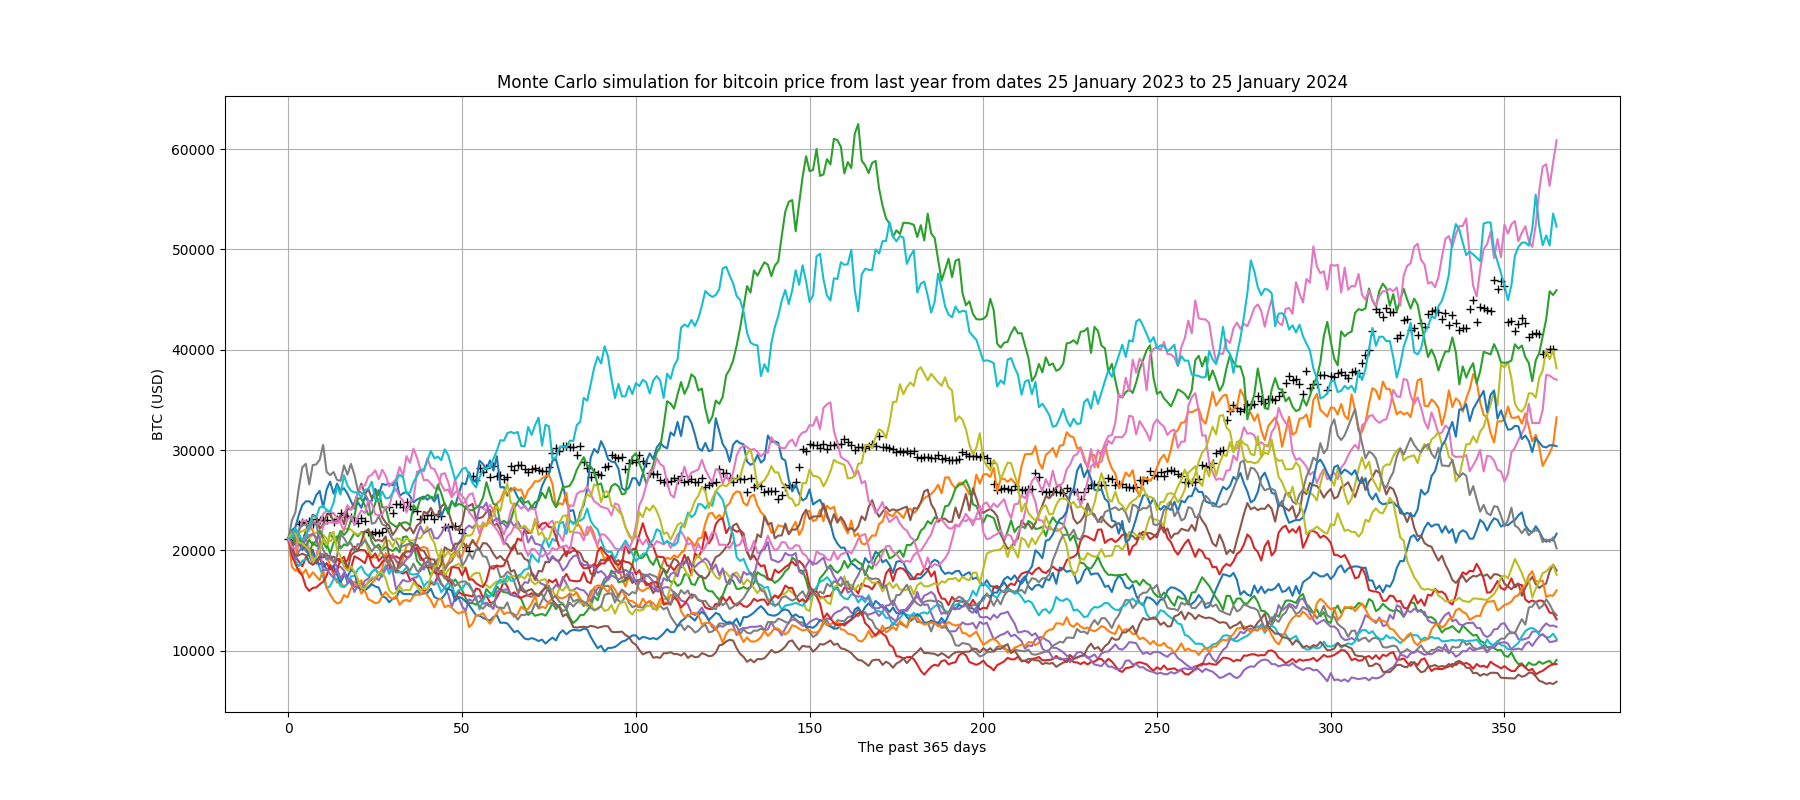 Monte Carlo simulation for bitcoin price from last year from dates 25 January 2023 to 25 January 2024
60000
50000
40000
30000
20000
10000
BTC (USD)
0 50 100 150 200 250 300 350
The past 365 days